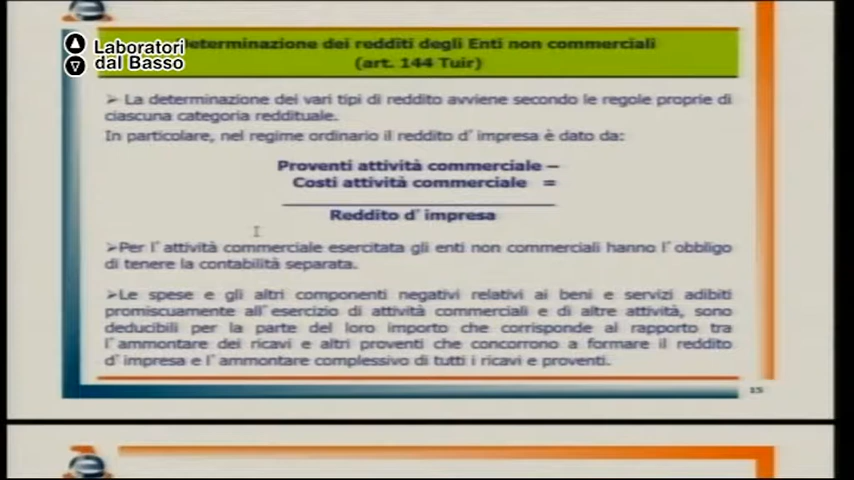 Laboratori
dal Basso
Determinazione dei redditi degli Enti non commerciali
(art. 144 Tuir)
➢ La determinazione dei vari tipi di reddito avviene secondo le regole proprie di
ciascuna categoria reddituale.
In particolare, nel regime ordinario il reddito d'impresa è dato da:
Proventi attività commerciale –
Costi attività commerciale =
Reddito d'impresa
➢Per l'attività commerciale esercitata gli enti non commerciali hanno l'obbligo
di tenere la contabilità separata.
➢Le spese e gli altri componenti negativi relativi ai beni e servizi adibiti
promiscuamente all'esercizio di attività commerciali e di altre attività, sono
deducibili per la parte del loro importo che corrisponde al rapporto tra
l'ammontare dei ricavi e altri proventi che concorrono a formare il reddito
d'impresa e l'ammontare complessivo di tutti i ricavi e proventi.
15